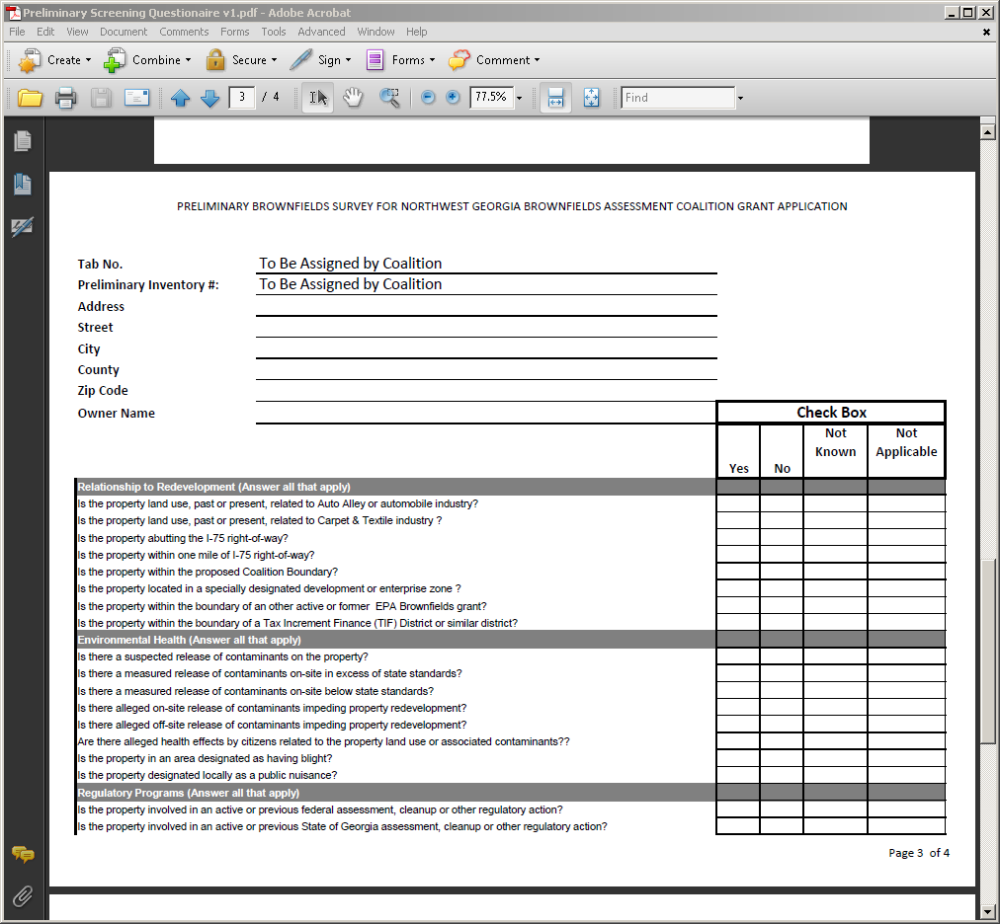 Preliminary Screening Questionaire v1.pdf - Adobe Acrobat
File Edit View Document Comments Forms Tools Advanced Window Help
Create Combine Secure Sign Forms Comment
3 / 4 77.5% Find
PRELIMINARY BROWNFIELDS SURVEY FOR NORTHWEST GEORGIA BROWNFIELDS ASSESSMENT COALITION GRANT APPLICATION
Tab No. To Be Assigned by Coalition
Preliminary Inventory #: To Be Assigned by Coalition
Address
Street
City
County
Zip Code
Owner Name
Check Box
Yes No Not Known Not Applicable
Relationship to Redevelopment (Answer all that apply)
Is the property land use, past or present, related to Auto Alley or automobile industry?
Is the property land use, past or present, related to Carpet & Textile industry ?
Is the property abutting the I-75 right-of-way?
Is the property within one mile of I-75 right-of-way?
Is the property within the proposed Coalition Boundary?
Is the property located in a specially designated development or enterprise zone ?
Is the property within the boundary of an other active or former EPA Brownfields grant?
Is the property within the boundary of a Tax Increment Finance (TIF) District or similar district?
Environmental Health (Answer all that apply)
Is there a suspected release of contaminants on the property?
Is there a measured release of contaminants on-site in excess of state standards?
Is there a measured release of contaminants on-site below state standards?
Is there alleged on-site release of contaminants impeding property redevelopment?
Is there alleged off-site release of contaminants impeding property redevelopment?
Are there alleged health effects by citizens related to the property land use or associated contaminants??
Is the property in an area designated as having blight?
Is the property designated locally as a public nuisance?
Regulatory Programs (Answer all that apply)
Is the property involved in an active or previous federal assessment, cleanup or other regulatory action?
Is the property involved in an active or previous State of Georgia assessment, cleanup or other regulatory action?
Page 3 of 4